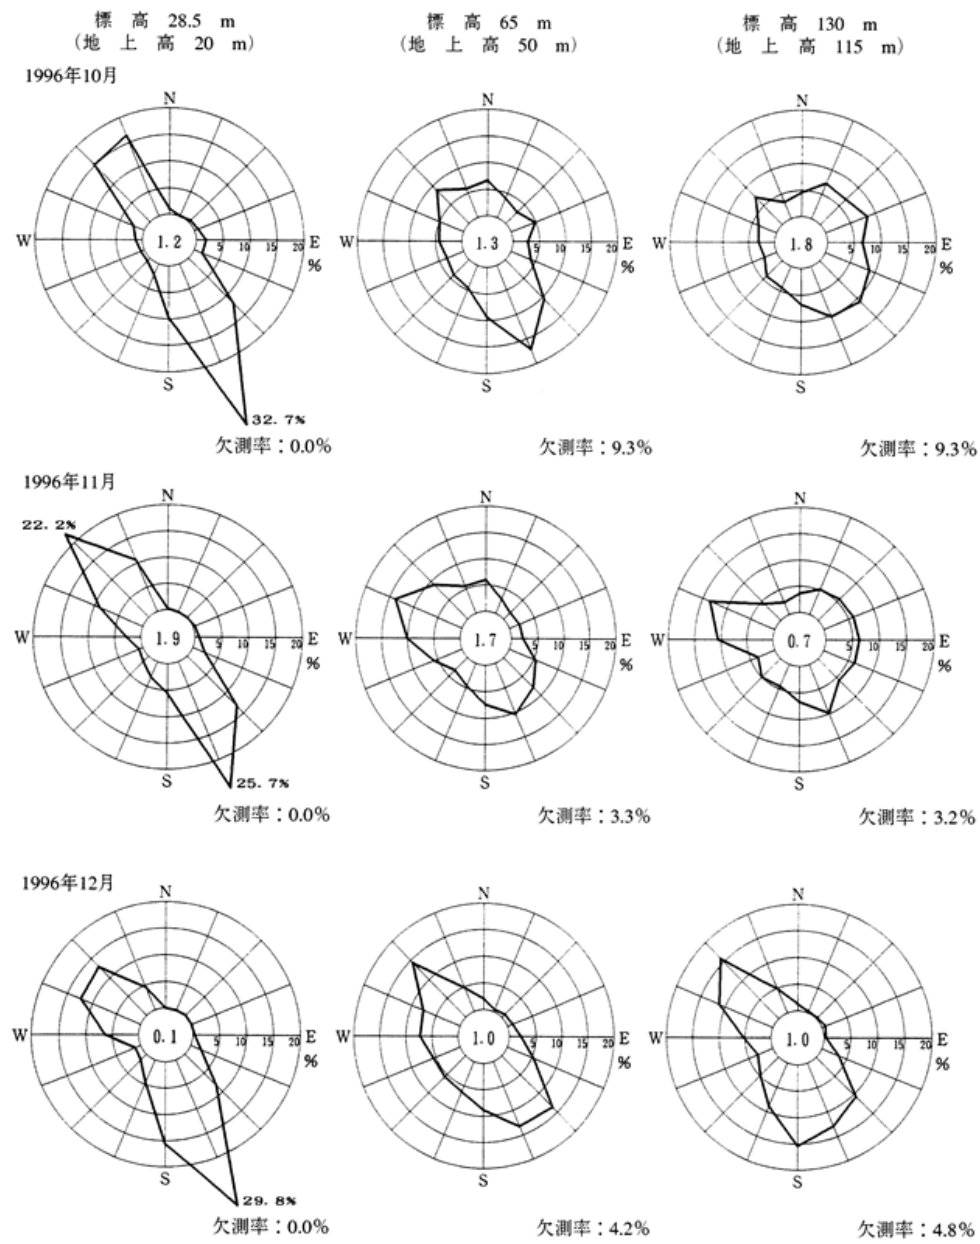 標 高 28.5 m
(地 上 高 20 m)
標 高 65 m
(地 上 高 50 m)
標 高 130 m
(地 上 高 115 m)
1996年10月
N
W 1.2 5 10 15 20 E
%
S
32.7%
欠測率：0.0%
N
W 1.3 5 10 15 20 E
%
S
欠測率：9.3%
N
W 1.8 5 10 15 20 E
%
S
欠測率：9.3%
1996年11月
N
22.2%
W 1.9 5 10 15 20 E
%
S
25.7%
欠測率：0.0%
N
W 1.7 5 10 15 20 E
%
S
欠測率：3.3%
N
W 0.7 5 10 15 20 E
%
S
欠測率：3.2%
1996年12月
N
W 0.1 5 10 15 20 E
%
S
29.8%
欠測率：0.0%
N
W 1.0 5 10 15 20 E
%
S
欠測率：4.2%
N
W 1.0 5 10 15 20 E
%
S
欠測率：4.8%